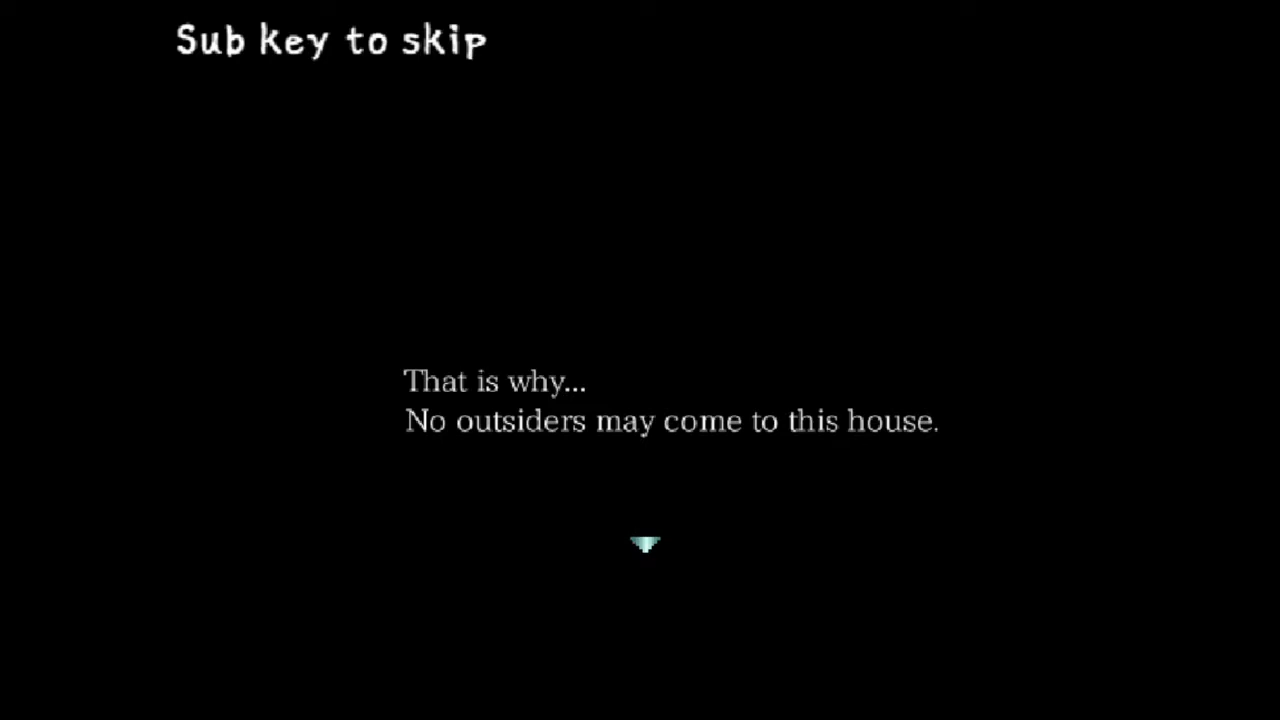 Sub key to skip
That is why...
No outsiders may come to this house.